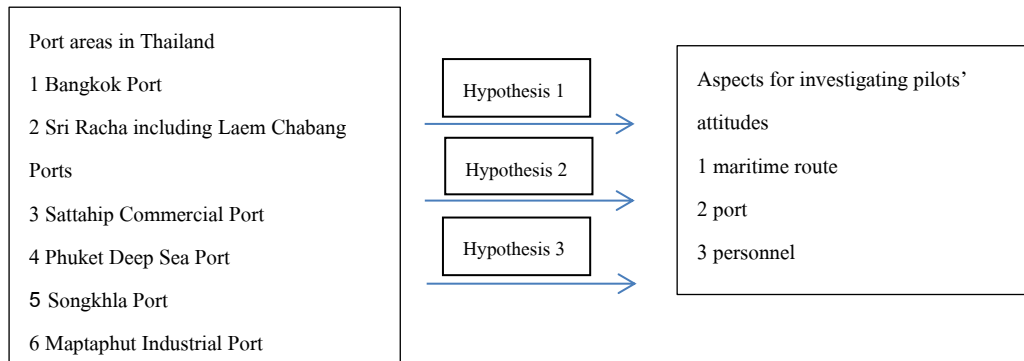 Port areas in Thailand
1 Bangkok Port
2 Sri Racha including Laem Chabang
Ports
3 Sattahip Commercial Port
4 Phuket Deep Sea Port
5 Songkhla Port
6 Maptaphut Industrial Port
Hypothesis 1
Hypothesis 2
Hypothesis 3
Aspects for investigating pilots’
attitudes
1 maritime route
2 port
3 personnel